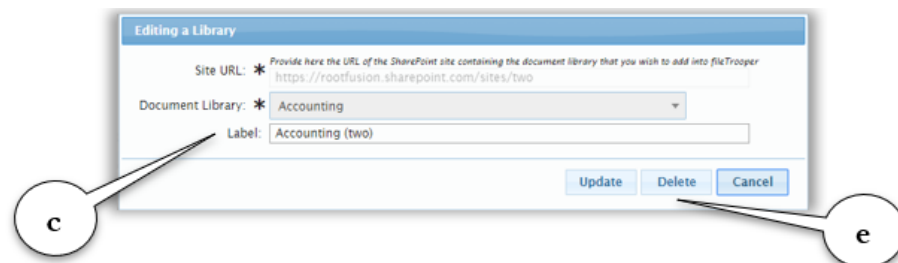 Editing a Library
Provide here the URL of the SharePoint site containing the document library that you wish to add into fileTrooper
Site URL: * https://rootfusion.sharepoint.com/sites/two
Document Library: * Accounting
Label: Accounting (two)
Update Delete Cancel
c
e